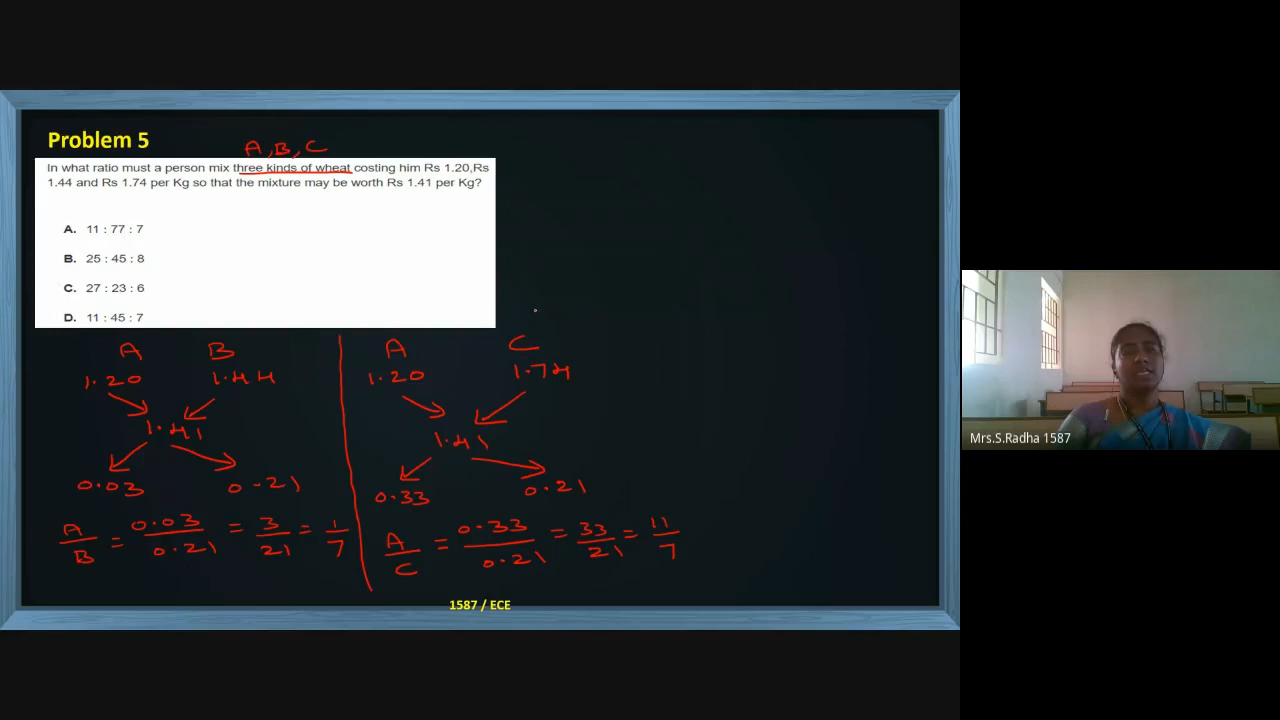 Problem 5
A, B, C
In what ratio must a person mix three kinds of wheat costing him Rs 1.20,Rs
1.44 and Rs 1.74 per Kg so that the mixture may be worth Rs 1.41 per Kg?
A. 11 : 77 : 7
B. 25 : 45 : 8
C. 27 : 23 : 6
D. 11 : 45 : 7
A B
1.20 1.44
1.41
0.03 0.21
A/B = 0.03/0.21 = 3/21 = 1/7
A C
1.20 1.74
1.41
0.33 0.21
A/C = 0.33/0.21 = 33/21 = 11/7
1587 / ECE
Mrs.S.Radha 1587